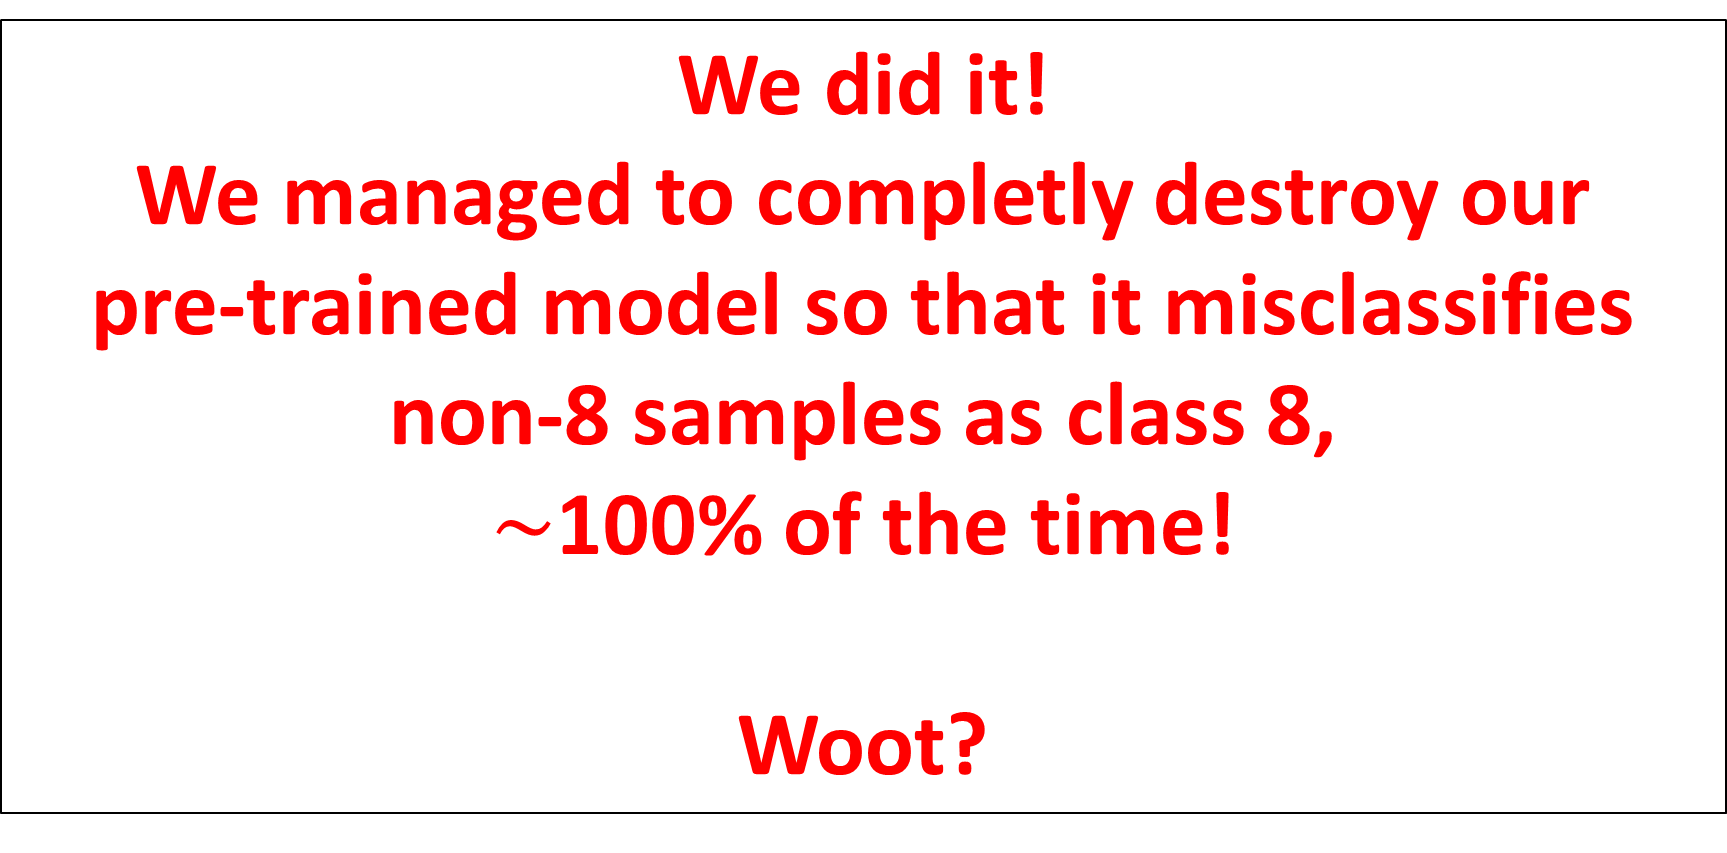 We did it!
We managed to completly destroy our
pre-trained model so that it misclassifies
non-8 samples as class 8,
~100% of the time!
Woot?